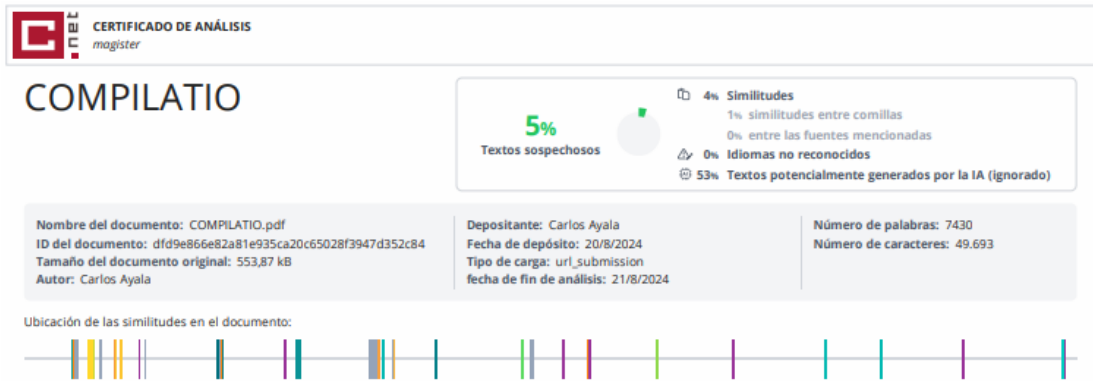 C
.net
CERTIFICADO DE ANÁLISIS
magister
COMPILATIO
5%
Textos sospechosos
4% Similitudes
1% similitudes entre comillas
0% entre las fuentes mencionadas
0% Idiomas no reconocidos
53% Textos potencialmente generados por la IA (ignorado)
Nombre del documento: COMPILATIO.pdf
ID del documento: dfd9e866e82a81e935ca20c65028f3947d352c84
Tamaño del documento original: 553,87 kB
Autor: Carlos Ayala
Depositante: Carlos Ayala
Fecha de depósito: 20/8/2024
Tipo de carga: url_submission
fecha de fin de análisis: 21/8/2024
Número de palabras: 7430
Número de caracteres: 49.693
Ubicación de las similitudes en el documento: